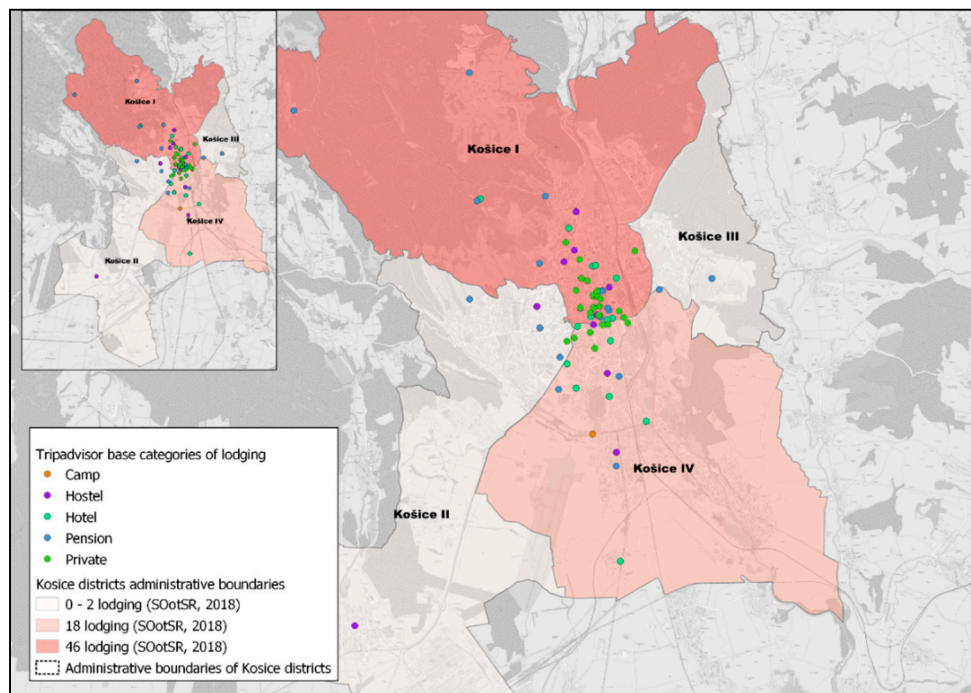 Košice I
Košice III
Košice IV
Košice II
Košice I
Košice III
Košice IV
Košice II
Tripadvisor base categories of lodging
Camp
Hostel
Hotel
Pension
Private
Kosice districts administrative boundaries
0 - 2 lodging (SOotSR, 2018)
18 lodging (SOotSR, 2018)
46 lodging (SOotSR, 2018)
Administrative boundaries of Kosice districts